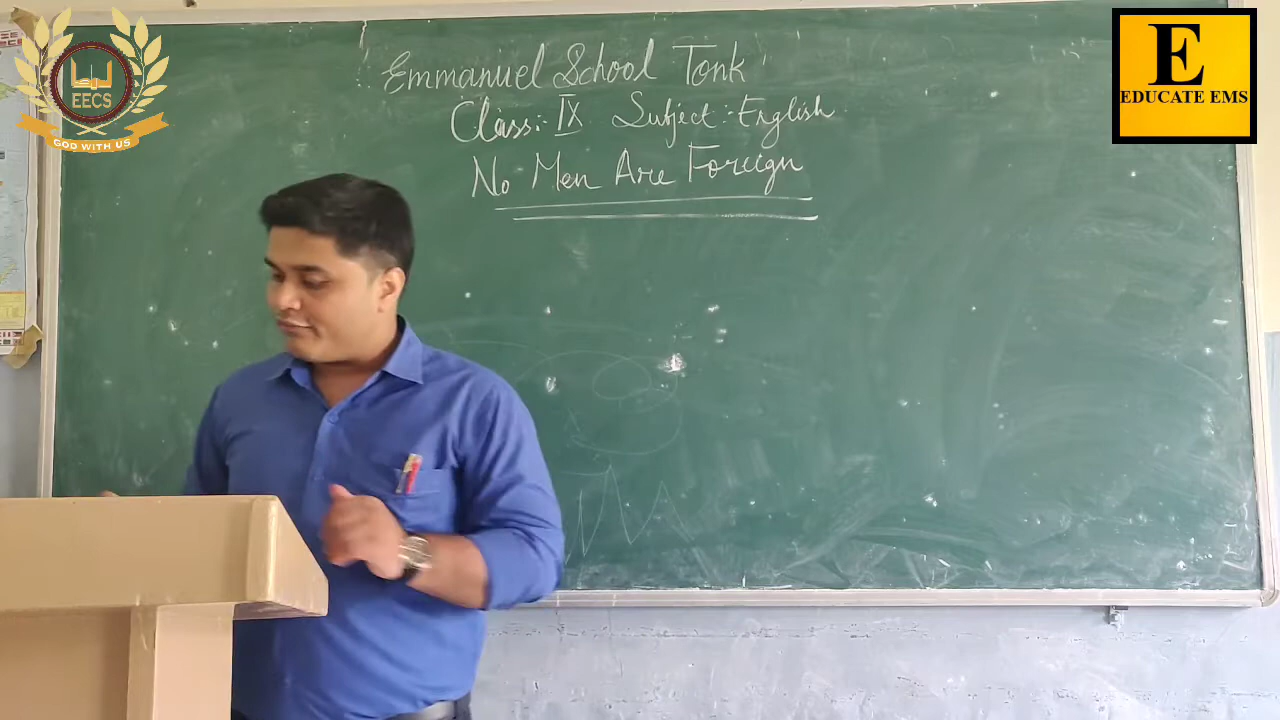 Emmanuel School Tonk
Class:- IX Subject:- English
No Men Are Foreign
EECS
GOD WITH US
E
EDUCATE EMS